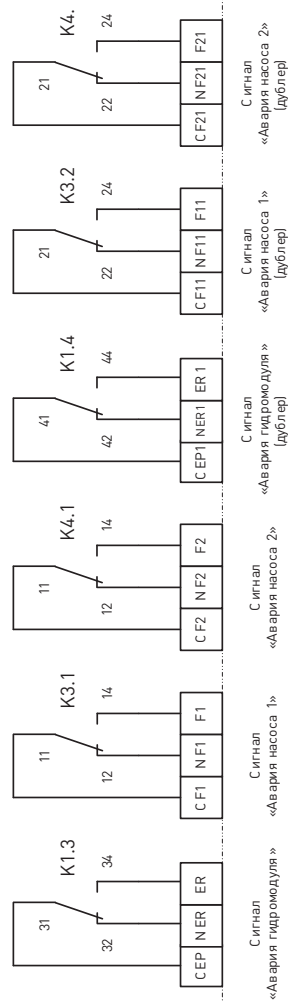 K1.3
31
32
34
CEP
NER
ER
Сигнал
«Авария гидромодуля»
K3.1
11
12
14
CF1
NF1
F1
Сигнал
«Авария насоса 1»
K4.1
11
12
14
CF2
NF2
F2
Сигнал
«Авария насоса 2»
K1.4
41
42
44
CEP1
NER1
ER1
Сигнал
«Авария гидромодуля»
(дублер)
K3.2
21
22
24
CF11
NF11
F11
Сигнал
«Авария насоса 1»
(дублер)
K4.
21
22
24
CF21
NF21
F21
Сигнал
«Авария насоса 2»
(дублер)